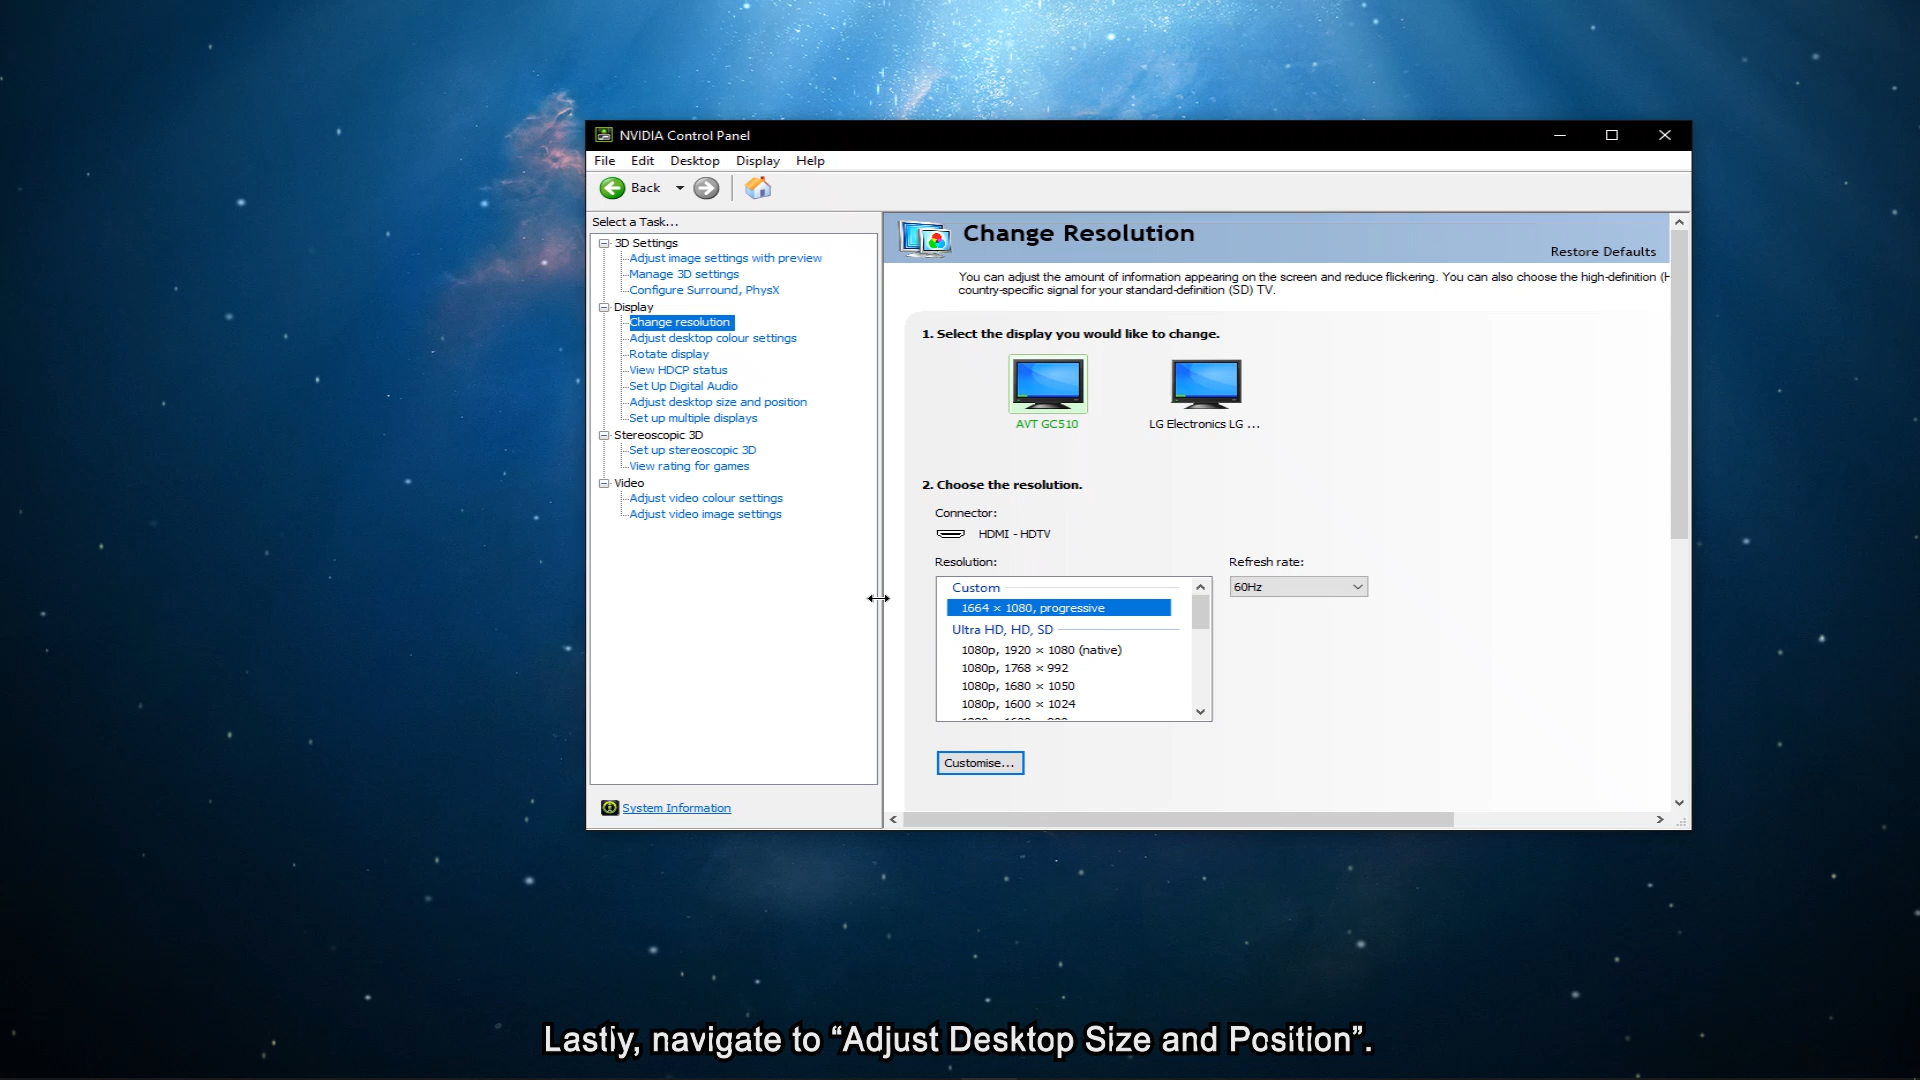 NVIDIA Control Panel
File Edit Desktop Display Help
Back
Select a Task...
3D Settings
Adjust image settings with preview
Manage 3D settings
Configure Surround, PhysX
Display
Change resolution
Adjust desktop colour settings
Rotate display
View HDCP status
Set Up Digital Audio
Adjust desktop size and position
Set up multiple displays
Stereoscopic 3D
Set up stereoscopic 3D
View rating for games
Video
Adjust video colour settings
Adjust video image settings
System Information
Change Resolution
Restore Defaults
You can adjust the amount of information appearing on the screen and reduce flickering. You can also choose the high-definition (H
country-specific signal for your standard-definition (SD) TV.
1. Select the display you would like to change.
AVT GC510
LG Electronics LG ...
2. Choose the resolution.
Connector:
HDMI - HDTV
Resolution:
Refresh rate:
Custom
60Hz
1664 × 1080, progressive
Ultra HD, HD, SD
1080p, 1920 × 1080 (native)
1080p, 1768 × 992
1080p, 1680 × 1050
1080p, 1600 × 1024
Customise...
Lastly, navigate to “Adjust Desktop Size and Position”.